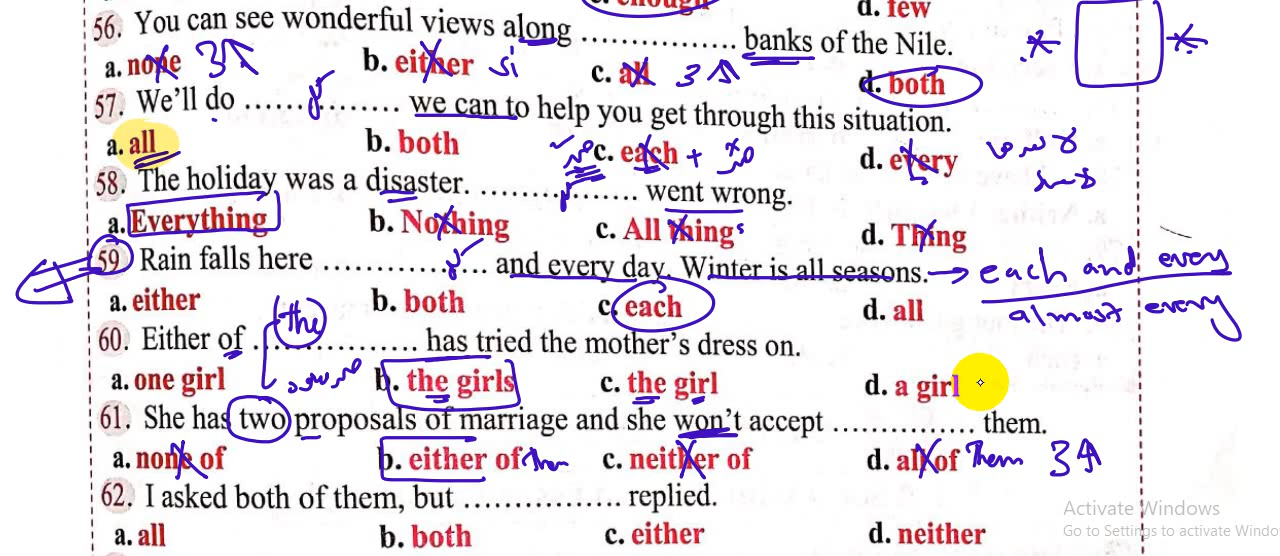 c. enough d. few
56. You can see wonderful views along ............... banks of the Nile.
a. none 3 b. either c. all 3 d. both
57. We'll do ............... we can to help you get through this situation.
a. all b. both c. each + d. every
58. The holiday was a disaster. ............... went wrong.
a. Everything b. Nothing c. All things d. Thing
59. Rain falls here ............... and every day. Winter is all seasons. → each and every
a. either b. both c. each d. all almost every
(the)
60. Either of ............... has tried the mother's dress on.
a. one girl b. the girls c. the girl d. a girl
61. She has two proposals of marriage and she won't accept ............... them.
a. none of b. either of them c. neither of d. all of Them 3
62. I asked both of them, but ............... replied.
a. all b. both c. either d. neither
Activate Windows
Go to Settings to activate Windo